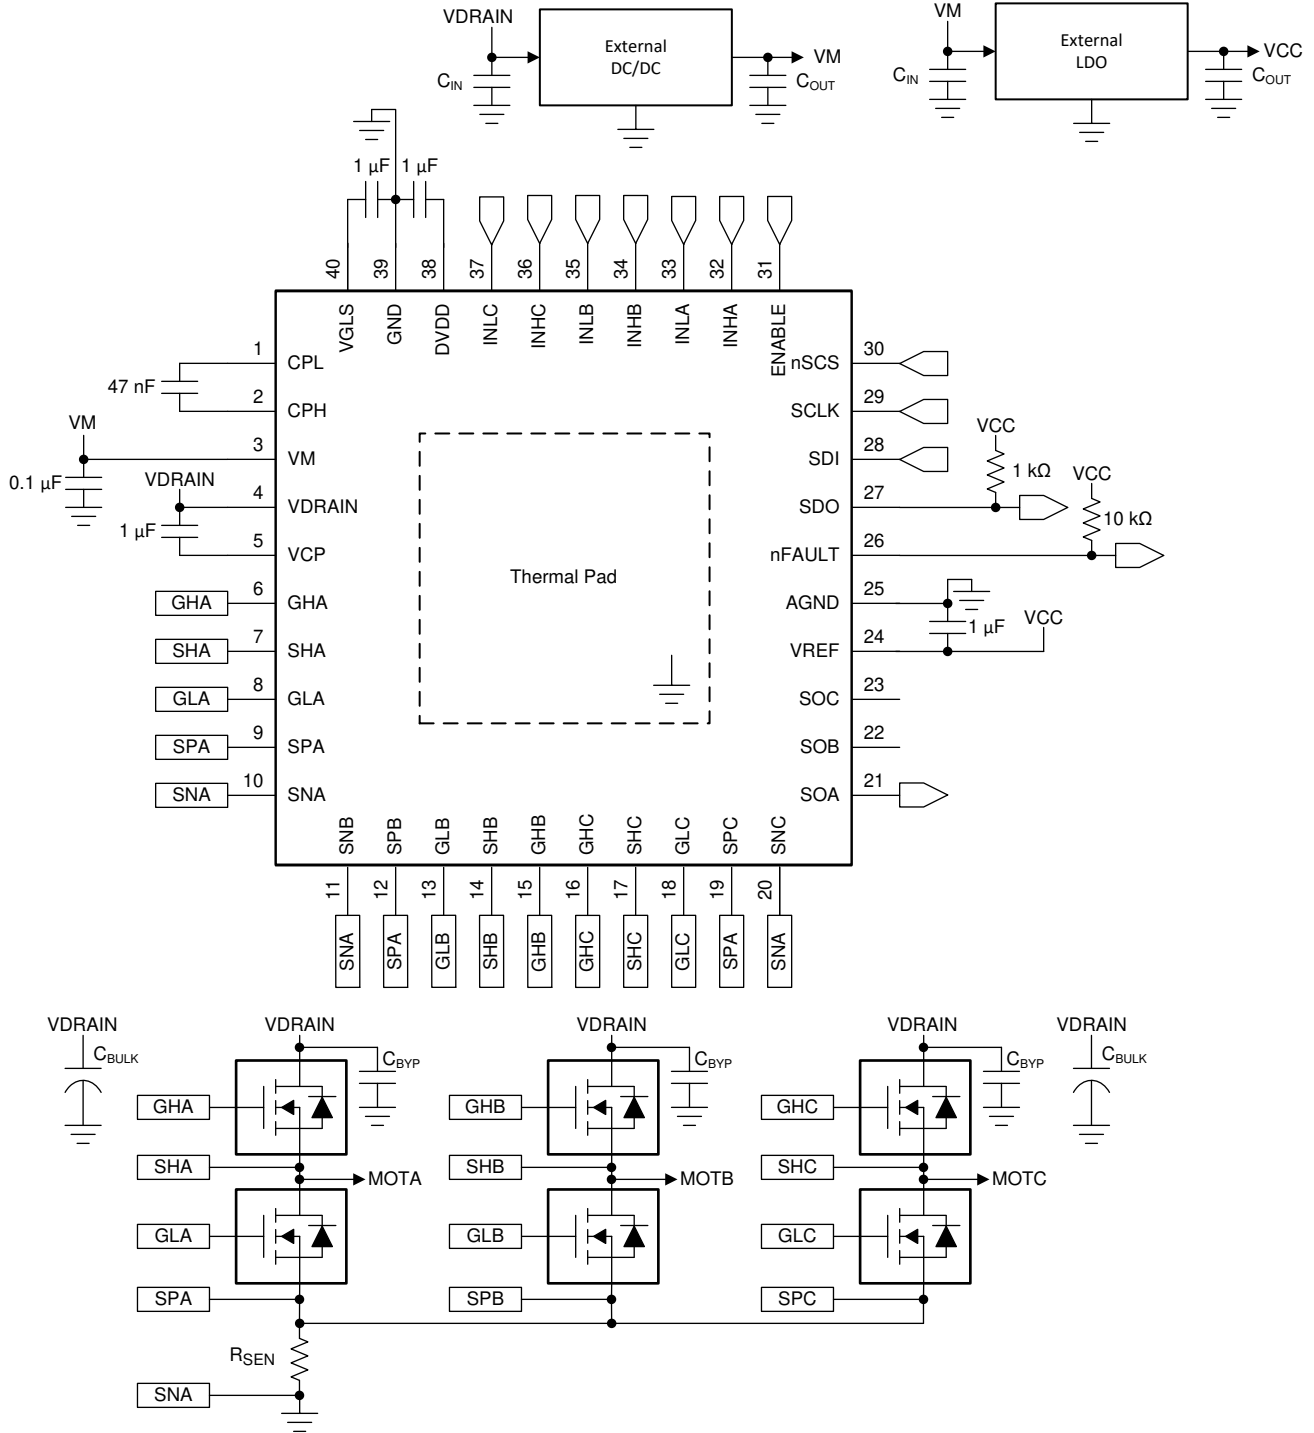 VDRAIN
External
DC/DC
VM
CIN
COUT
VM
External
LDO
VCC
CIN
COUT
1 µF
1 µF
40
39
38
37
36
35
34
33
32
31
VGLS
GND
DVDD
INLC
INHC
INLB
INHB
INLA
INHA
ENABLE
1
CPL
47 nF
2
CPH
VM
3
VM
0.1 µF
VDRAIN
4
VDRAIN
1 µF
5
VCP
GHA
6
GHA
SHA
7
SHA
GLA
8
GLA
SPA
9
SPA
SNA
10
SNA
Thermal Pad
nSCS
30
SCLK
29
SDI
28
VCC
1 kΩ
SDO
27
VCC
10 kΩ
nFAULT
26
AGND
25
1 µF
VCC
VREF
24
SOC
23
SOB
22
SOA
21
SNB
SPB
GLB
SHB
GHB
GHC
SHC
GLC
SPC
SNC
11
12
13
14
15
16
17
18
19
20
SNA
SPA
GLB
SHB
GHB
GHC
SHC
GLC
SPA
SNA
VDRAIN
CBULK
VDRAIN
CBYP
GHA
SHA
MOTA
GLA
SPA
RSEN
SNA
VDRAIN
CBYP
GHB
SHB
MOTB
GLB
SPB
VDRAIN
CBYP
GHC
SHC
MOTC
GLC
SPC
VDRAIN
CBULK